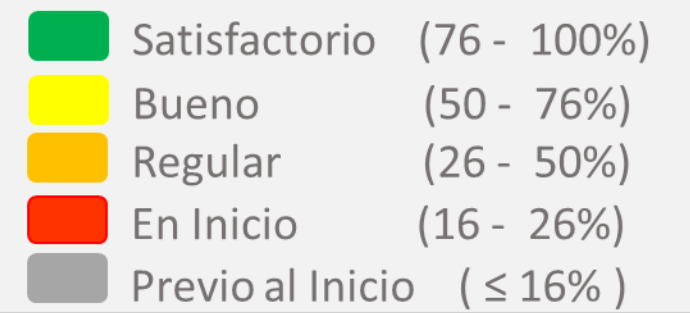 Satisfactorio (76 - 100%)
Bueno (50 - 76%)
Regular (26 - 50%)
En Inicio (16 - 26%)
Previo al Inicio ( ≤ 16% )